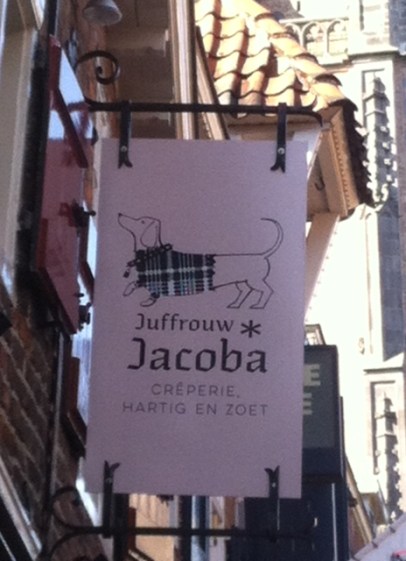 Juffrouw *
Jacoba
CRÊPERIE,
HARTIG EN ZOET